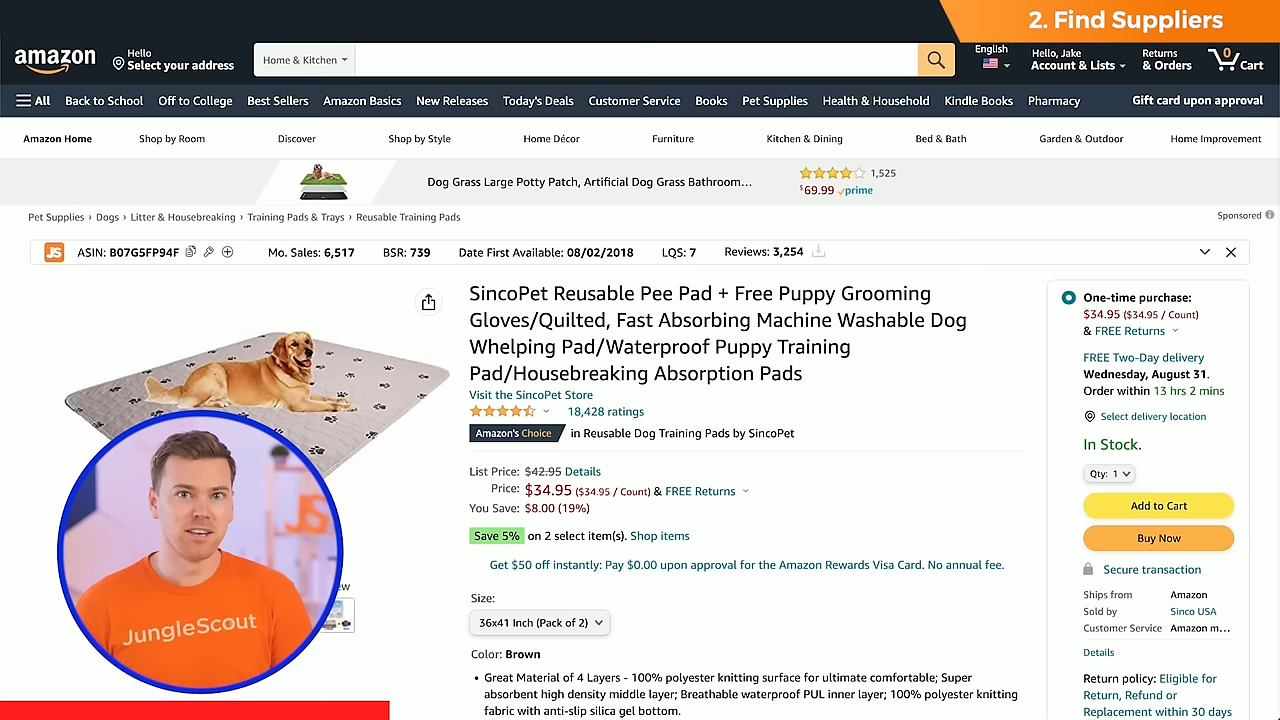 2. Find Suppliers
amazon
Hello
Select your address
Home & Kitchen
English
Hello, Jake
Account & Lists
Returns
& Orders
0
Cart
All
Back to School
Off to College
Best Sellers
Amazon Basics
New Releases
Today's Deals
Customer Service
Books
Pet Supplies
Health & Household
Kindle Books
Pharmacy
Gift card upon approval
Amazon Home
Shop by Room
Discover
Shop by Style
Home Décor
Furniture
Kitchen & Dining
Bed & Bath
Garden & Outdoor
Home Improvement
Dog Grass Large Potty Patch, Artificial Dog Grass Bathroom...
1,525
$69.99 prime
Pet Supplies › Dogs › Litter & Housebreaking › Training Pads & Trays › Reusable Training Pads
Sponsored
JS
ASIN: B07G5FP94F
Mo. Sales: 6,517
BSR: 739
Date First Available: 08/02/2018
LQS: 7
Reviews: 3,254
SincoPet Reusable Pee Pad + Free Puppy Grooming
Gloves/Quilted, Fast Absorbing Machine Washable Dog
Whelping Pad/Waterproof Puppy Training
Pad/Housebreaking Absorption Pads
Visit the SincoPet Store
18,428 ratings
Amazon's Choice in Reusable Dog Training Pads by SincoPet
List Price: $42.95 Details
Price: $34.95 ($34.95 / Count) & FREE Returns
You Save: $8.00 (19%)
Save 5% on 2 select item(s). Shop items
Get $50 off instantly: Pay $0.00 upon approval for the Amazon Rewards Visa Card. No annual fee.
Size:
36x41 Inch (Pack of 2)
Color: Brown
• Great Material of 4 Layers - 100% polyester knitting surface for ultimate comfortable; Super
absorbent high density middle layer; Breathable waterproof PUL inner layer; 100% polyester knitting
fabric with anti-slip silica gel bottom.
JungleScout
One-time purchase:
$34.95 ($34.95 / Count)
& FREE Returns
FREE Two-Day delivery
Wednesday, August 31.
Order within 13 hrs 2 mins
Select delivery location
In Stock.
Qty: 1
Add to Cart
Buy Now
Secure transaction
Ships from Amazon
Sold by Sinco USA
Customer Service Amazon m...
Details
Return policy: Eligible for
Return, Refund or
Replacement within 30 days